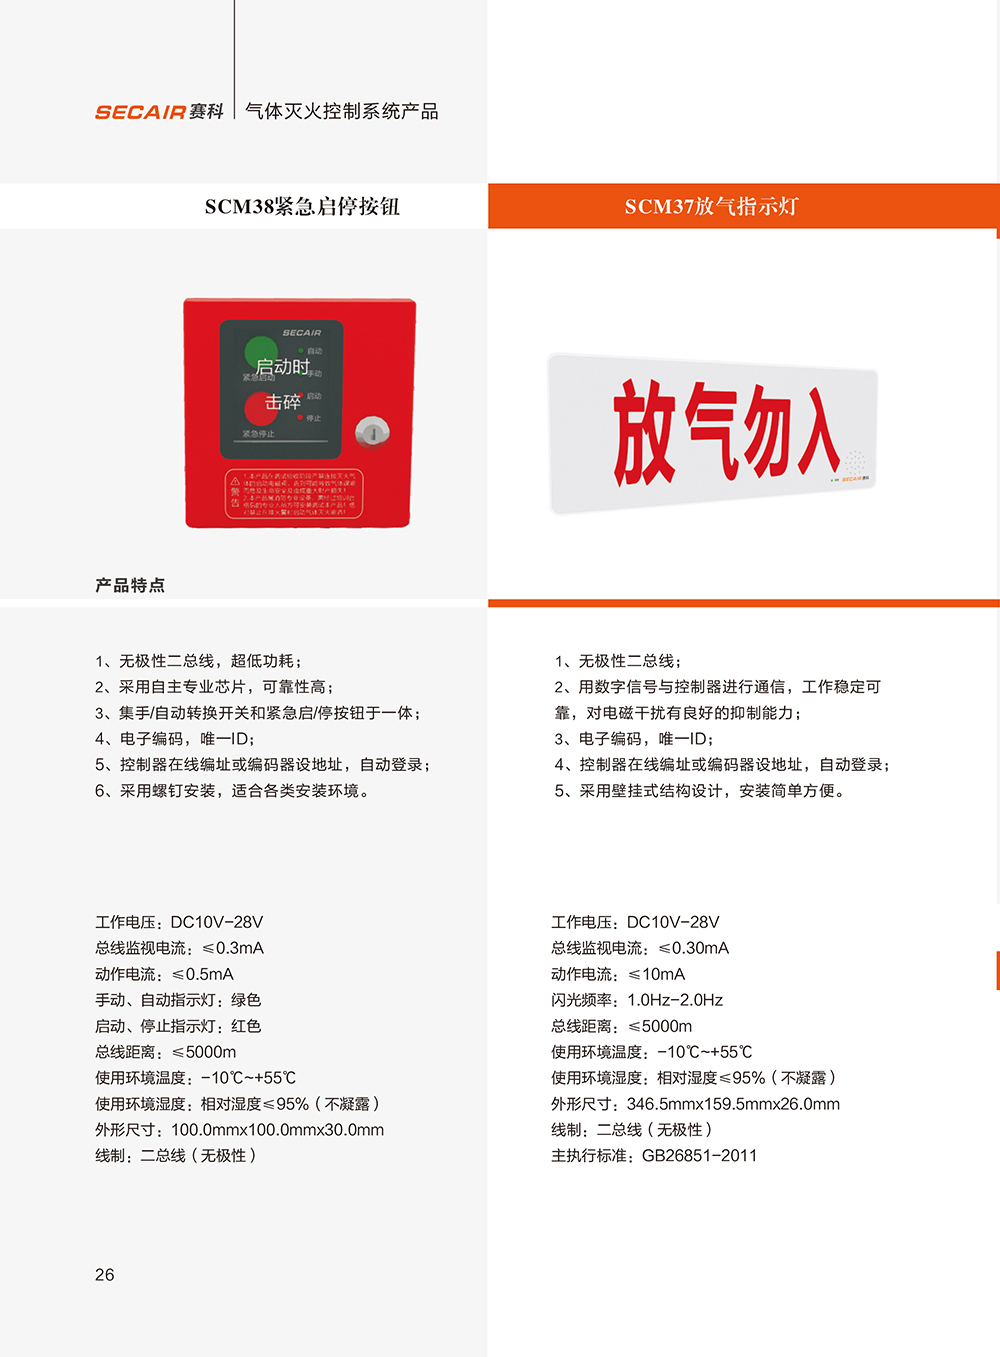 SECAIR赛科 气体灭火控制系统产品
SCM38紧急启停按钮
SECAIR
启动
启动时
手动
紧急启动
启动
击碎
停止
紧急停止
警告
产品特点
1、无极性二总线，超低功耗；
2、采用自主专业芯片，可靠性高；
3、集手/自动转换开关和紧急启/停按钮于一体；
4、电子编码，唯一ID；
5、控制器在线编址或编码器设地址，自动登录；
6、采用螺钉安装，适合各类安装环境。
工作电压：DC10V-28V
总线监视电流：≤0.3mA
动作电流：≤0.5mA
手动、自动指示灯：绿色
启动、停止指示灯：红色
总线距离：≤5000m
使用环境温度：-10℃~+55℃
使用环境湿度：相对湿度≤95%（不凝露）
外形尺寸：100.0mmx100.0mmx30.0mm
线制：二总线（无极性）
26
SCM37放气指示灯
放气勿入
SECAIR赛科
1、无极性二总线；
2、用数字信号与控制器进行通信，工作稳定可
靠，对电磁干扰有良好的抑制能力；
3、电子编码，唯一ID；
4、控制器在线编址或编码器设地址，自动登录；
5、采用壁挂式结构设计，安装简单方便。
工作电压：DC10V-28V
总线监视电流：≤0.30mA
动作电流：≤10mA
闪光频率：1.0Hz-2.0Hz
总线距离：≤5000m
使用环境温度：-10℃~+55℃
使用环境湿度：相对湿度≤95%（不凝露）
外形尺寸：346.5mmx159.5mmx26.0mm
线制：二总线（无极性）
主执行标准：GB26851-2011